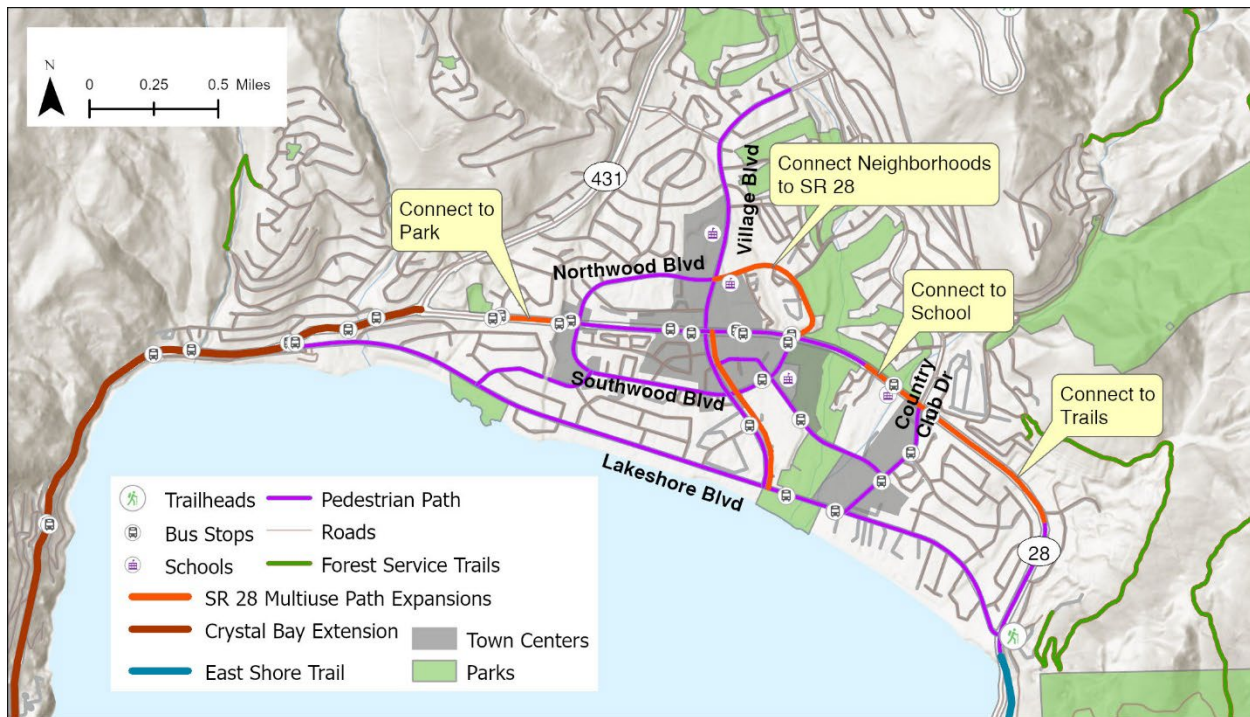 N
0 0.25 0.5 Miles
431
Connect to
Park
Northwood Blvd
Village Blvd
Connect Neighborhoods
to SR 28
Connect to
School
Southwood Blvd
Country
Club Dr
Connect to
Trails
Lakeshore Blvd
28
Trailheads
Pedestrian Path
Bus Stops
Roads
Schools
Forest Service Trails
SR 28 Multiuse Path Expansions
Crystal Bay Extension
Town Centers
East Shore Trail
Parks